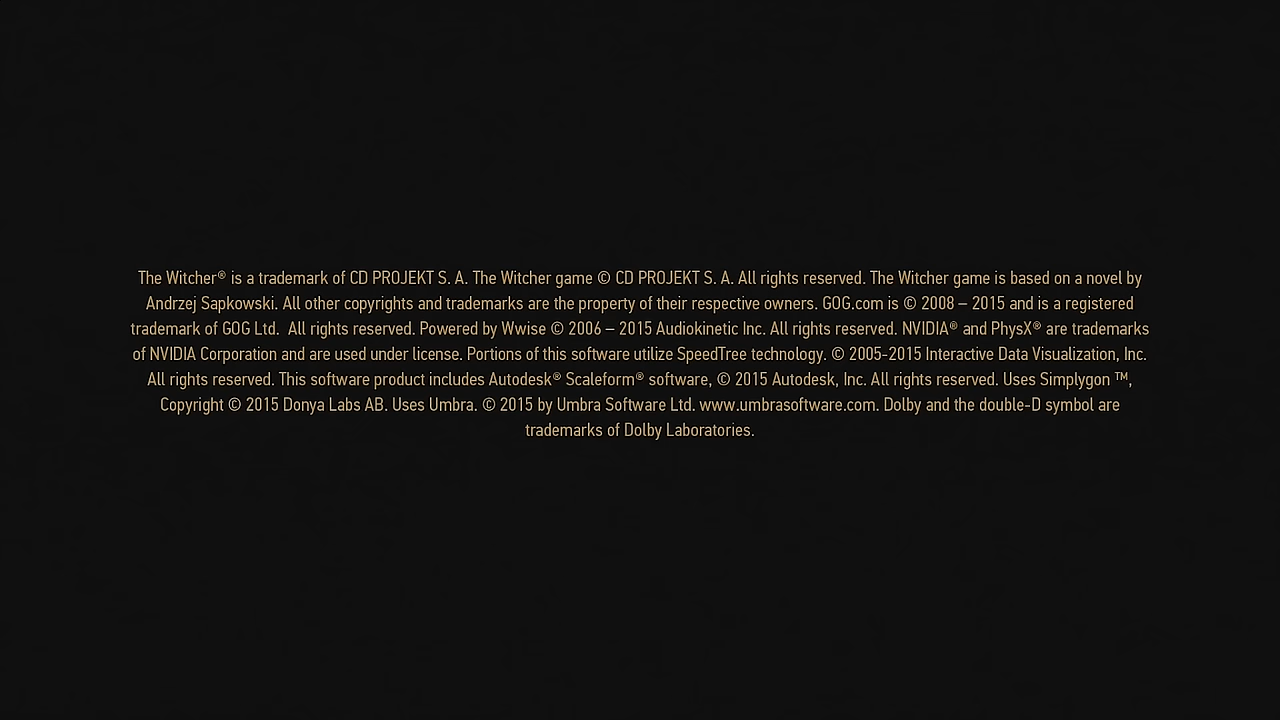 The Witcher® is a trademark of CD PROJEKT S. A. The Witcher game © CD PROJEKT S. A. All rights reserved. The Witcher game is based on a novel by
Andrzej Sapkowski. All other copyrights and trademarks are the property of their respective owners. GOG.com is © 2008 – 2015 and is a registered
trademark of GOG Ltd.  All rights reserved. Powered by Wwise © 2006 – 2015 Audiokinetic Inc. All rights reserved. NVIDIA® and PhysX® are trademarks
of NVIDIA Corporation and are used under license. Portions of this software utilize SpeedTree technology. © 2005-2015 Interactive Data Visualization, Inc.
All rights reserved. This software product includes Autodesk® Scaleform® software, © 2015 Autodesk, Inc. All rights reserved. Uses Simplygon ™,
Copyright © 2015 Donya Labs AB. Uses Umbra. © 2015 by Umbra Software Ltd. www.umbrasoftware.com. Dolby and the double-D symbol are
trademarks of Dolby Laboratories.